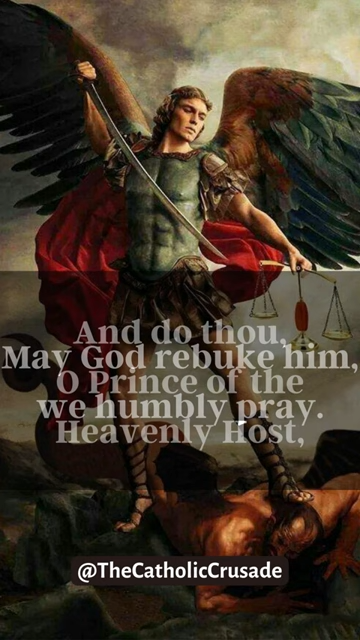 And do thou,
May God rebuke him,
O Prince of the
we humbly pray.
Heavenly Host,
@TheCatholicCrusade